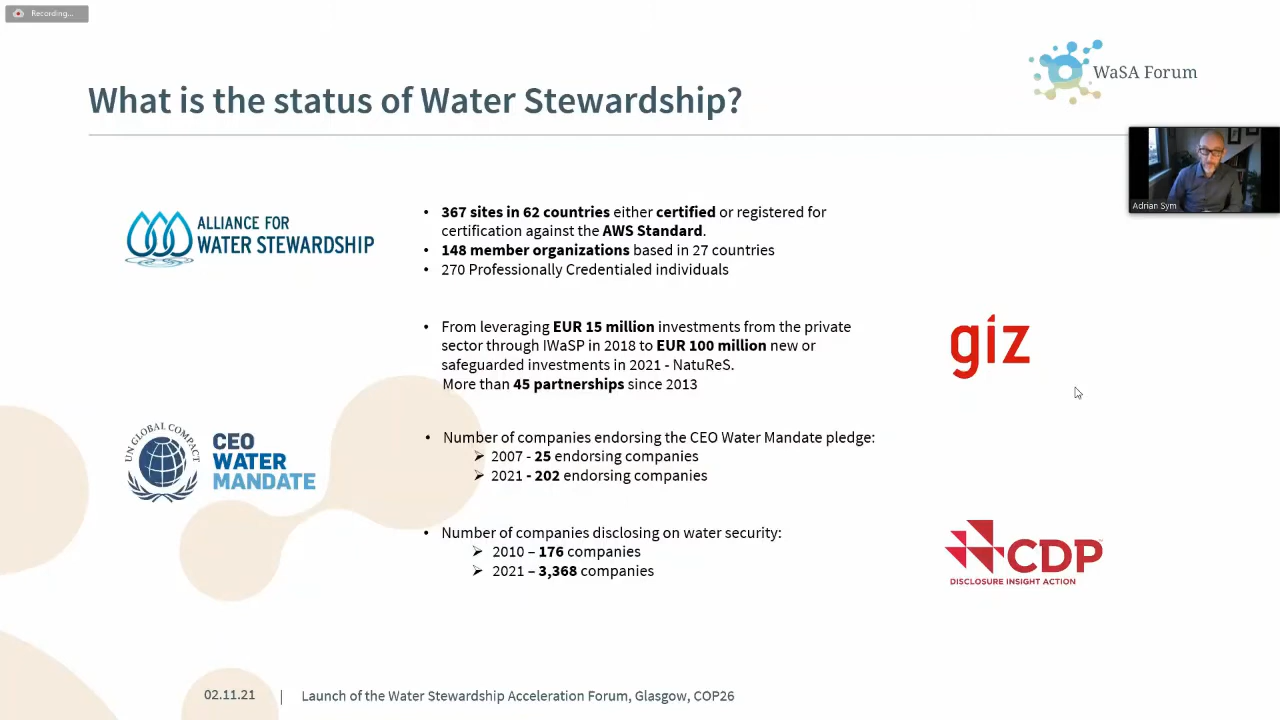 Recording...
WaSA Forum
What is the status of Water Stewardship?
Adrian Sym
ALLIANCE FOR
WATER STEWARDSHIP
• 367 sites in 62 countries either certified or registered for
certification against the AWS Standard.
• 148 member organizations based in 27 countries
• 270 Professionally Credentialed individuals
• From leveraging EUR 15 million investments from the private
sector through IWaSP in 2018 to EUR 100 million new or
safeguarded investments in 2021 - NatuReS.
More than 45 partnerships since 2013
giz
UN GLOBAL COMPACT
CEO
WATER
MANDATE
• Number of companies endorsing the CEO Water Mandate pledge:
➢ 2007 - 25 endorsing companies
➢ 2021 - 202 endorsing companies
• Number of companies disclosing on water security:
➢ 2010 – 176 companies
➢ 2021 – 3,368 companies
CDP
DISCLOSURE INSIGHT ACTION
02.11.21 | Launch of the Water Stewardship Acceleration Forum, Glasgow, COP26